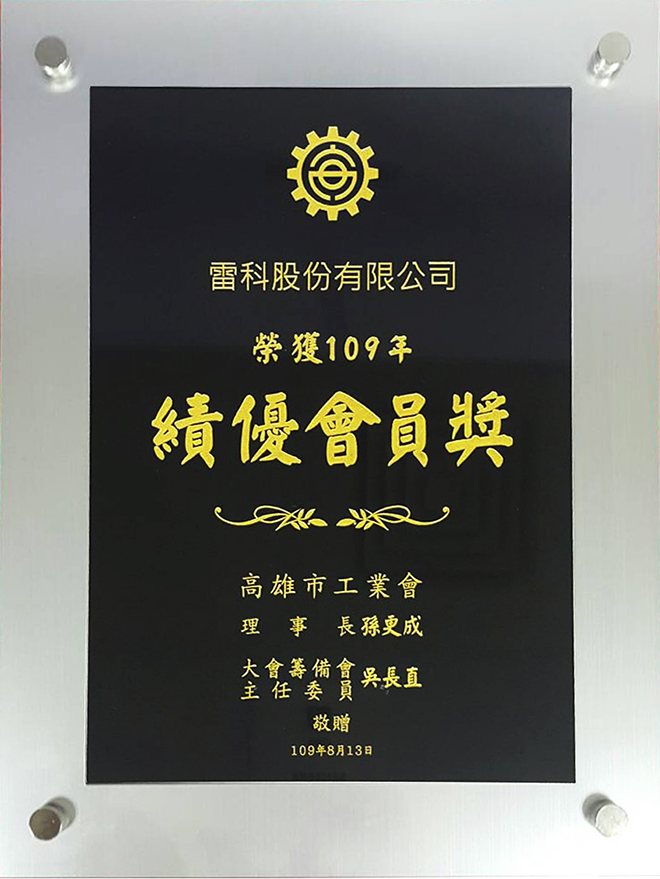 雷科股份有限公司
榮獲109年
績優會員獎
高雄市工業會
理事長孫更成
大會籌備會
主任委員
吳長直
敬贈
109年8月13日